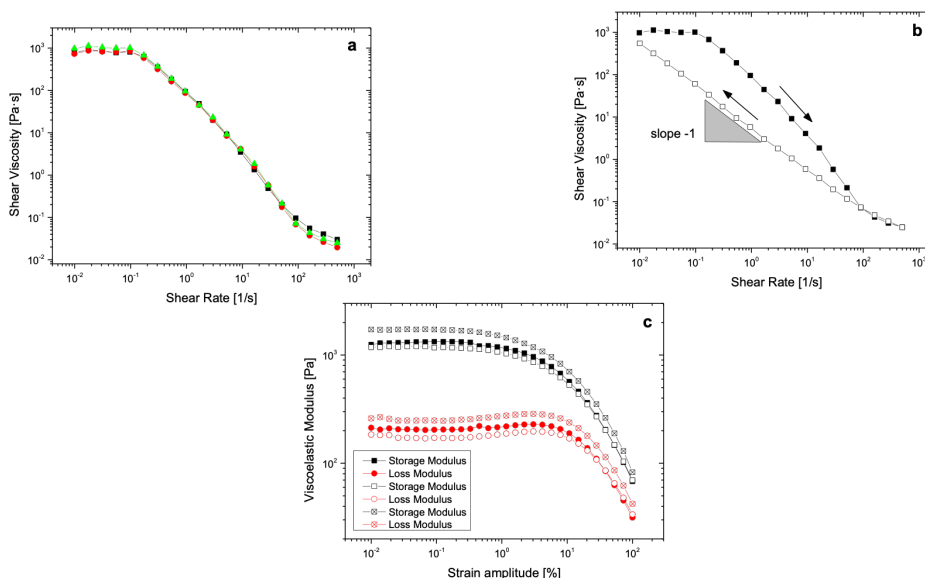 a
Shear Viscosity [Pa·s]
10³
10²
10¹
10⁰
10⁻¹
10⁻²
10⁻² 10⁻¹ 10⁰ 10¹ 10² 10³
Shear Rate [1/s]
b
Shear Viscosity [Pa·s]
10³
10²
10¹
10⁰
10⁻¹
10⁻²
slope -1
10⁻² 10⁻¹ 10⁰ 10¹ 10² 10³
Shear Rate [1/s]
c
Viscoelastic Modulus [Pa]
10³
10²
Storage Modulus
Loss Modulus
Storage Modulus
Loss Modulus
Storage Modulus
Loss Modulus
10⁻² 10⁻¹ 10⁰ 10¹ 10²
Strain amplitude [%]